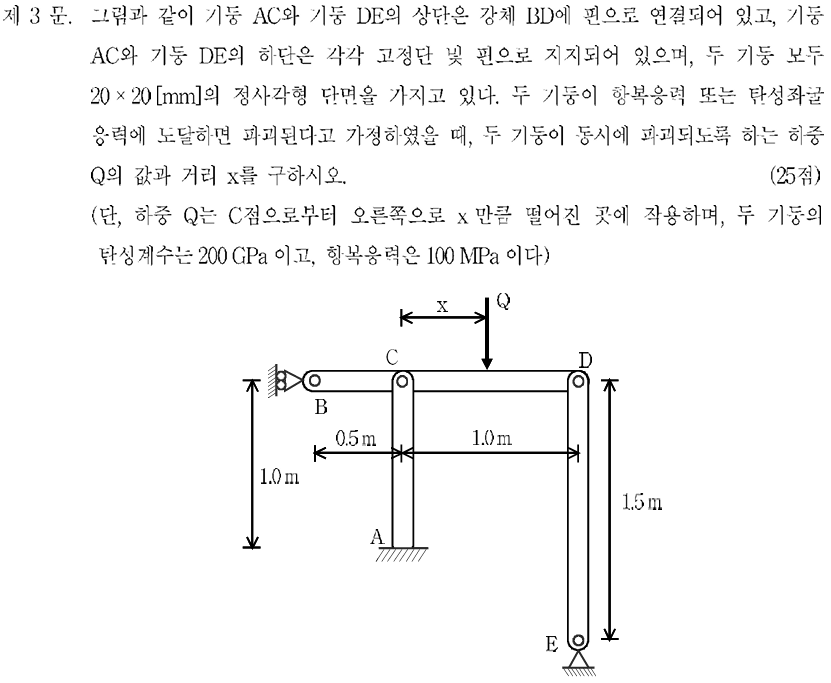 제 3 문. 그림과 같이 기둥 AC와 기둥 DE의 상단은 강체 BD에 핀으로 연결되어 있고, 기둥
AC와 기둥 DE의 하단은 각각 고정단 및 핀으로 지지되어 있으며, 두 기둥 모두
20×20[mm]의 정사각형 단면을 가지고 있다. 두 기둥이 항복응력 또는 탄성좌굴
응력에 도달하면 파괴된다고 가정하였을 때, 두 기둥이 동시에 파괴되도록 하는 하중
Q의 값과 거리 x를 구하시오. (25점)
(단, 하중 Q는 C점으로부터 오른쪽으로 x 만큼 떨어진 곳에 작용하며, 두 기둥의
탄성계수는 200 GPa 이고, 항복응력은 100 MPa 이다)
x
Q
C
D
B
0.5 m
1.0 m
1.0 m
1.5 m
A
E